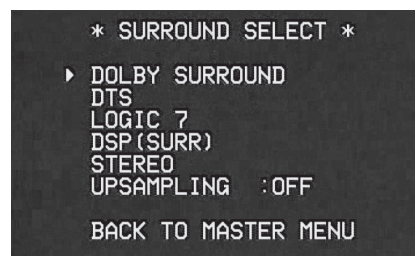 * SURROUND SELECT *
DOLBY SURROUND
DTS
LOGIC 7
DSP(SURR)
STEREO
UPSAMPLING :OFF
BACK TO MASTER MENU